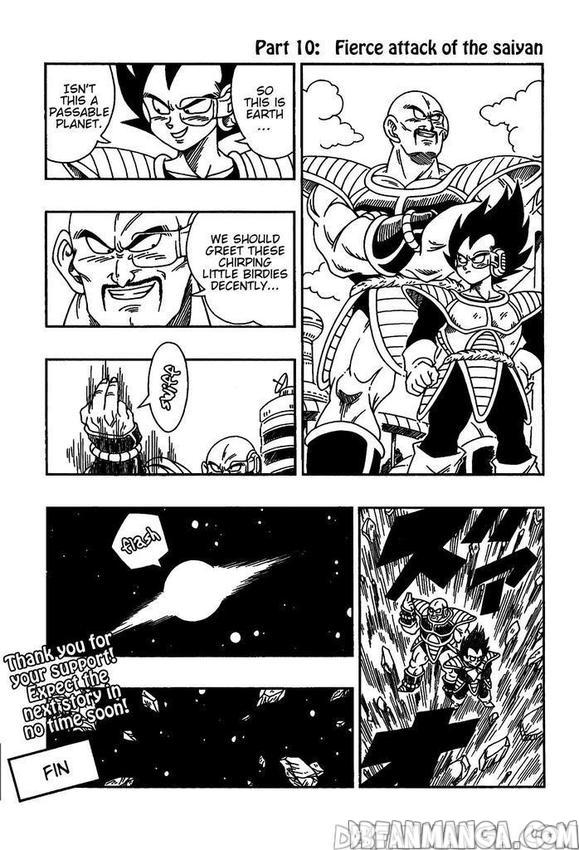 Part 10: Fierce attack of the saiyan
SO
THIS IS
EARTH
...
ISN'T
THIS A
PASSABLE
PLANET.
WE SHOULD
GREET THESE
CHIRPING
LITTLE BIRDIES
DECENTLY...
flash
Thank you for
your support!
Expect the
next story in
no time soon!
FIN
DBFANMANGA.COM